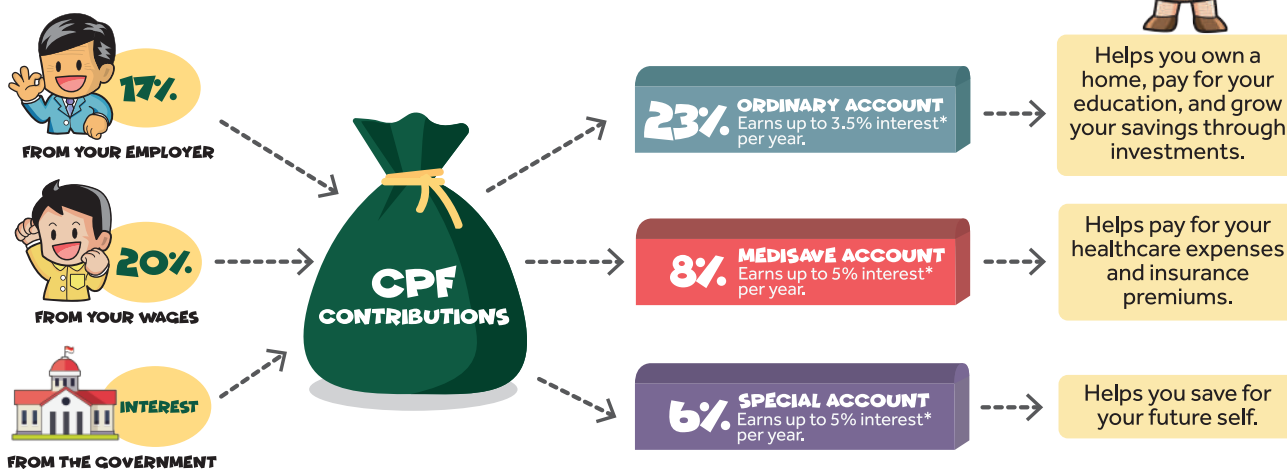 17%
FROM YOUR EMPLOYER
20%
FROM YOUR WAGES
INTEREST
FROM THE GOVERNMENT
CPF
CONTRIBUTIONS
23% ORDINARY ACCOUNT
Earns up to 3.5% interest*
per year.
8% MEDISAVE ACCOUNT
Earns up to 5% interest*
per year.
6% SPECIAL ACCOUNT
Earns up to 5% interest*
per year.
Helps you own a
home, pay for your
education, and grow
your savings through
investments.
Helps pay for your
healthcare expenses
and insurance
premiums.
Helps you save for
your future self.